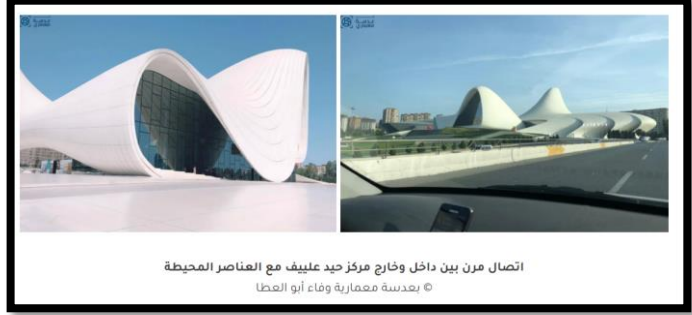 اتصال مرن بين داخل وخارج مركز حيد علييف مع العناصر المحيطة
© بعدسة معمارية وفاء أبو العطا